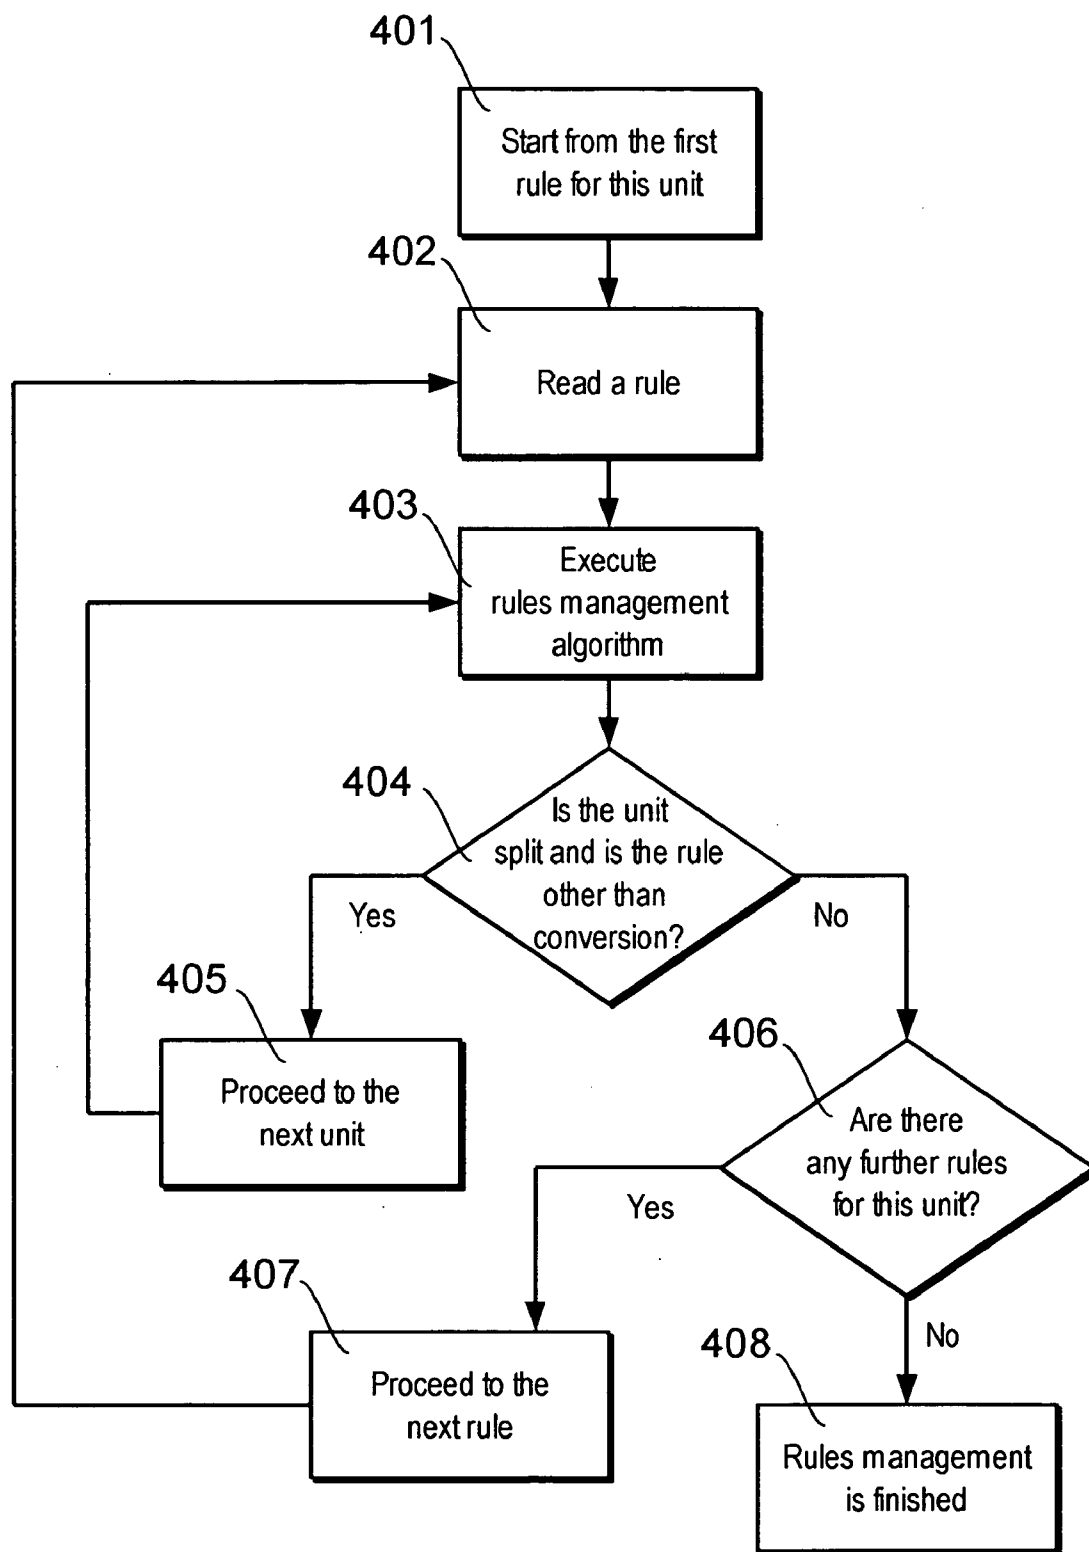 401
Start from the first
rule for this unit
402
Read a rule
403
Execute
rules management
algorithm
404
Is the unit
split and is the rule
other than
conversion?
Yes
No
405
Proceed to the
next unit
406
Are there
any further rules
for this unit?
Yes
No
407
Proceed to the
next rule
408
Rules management
is finished